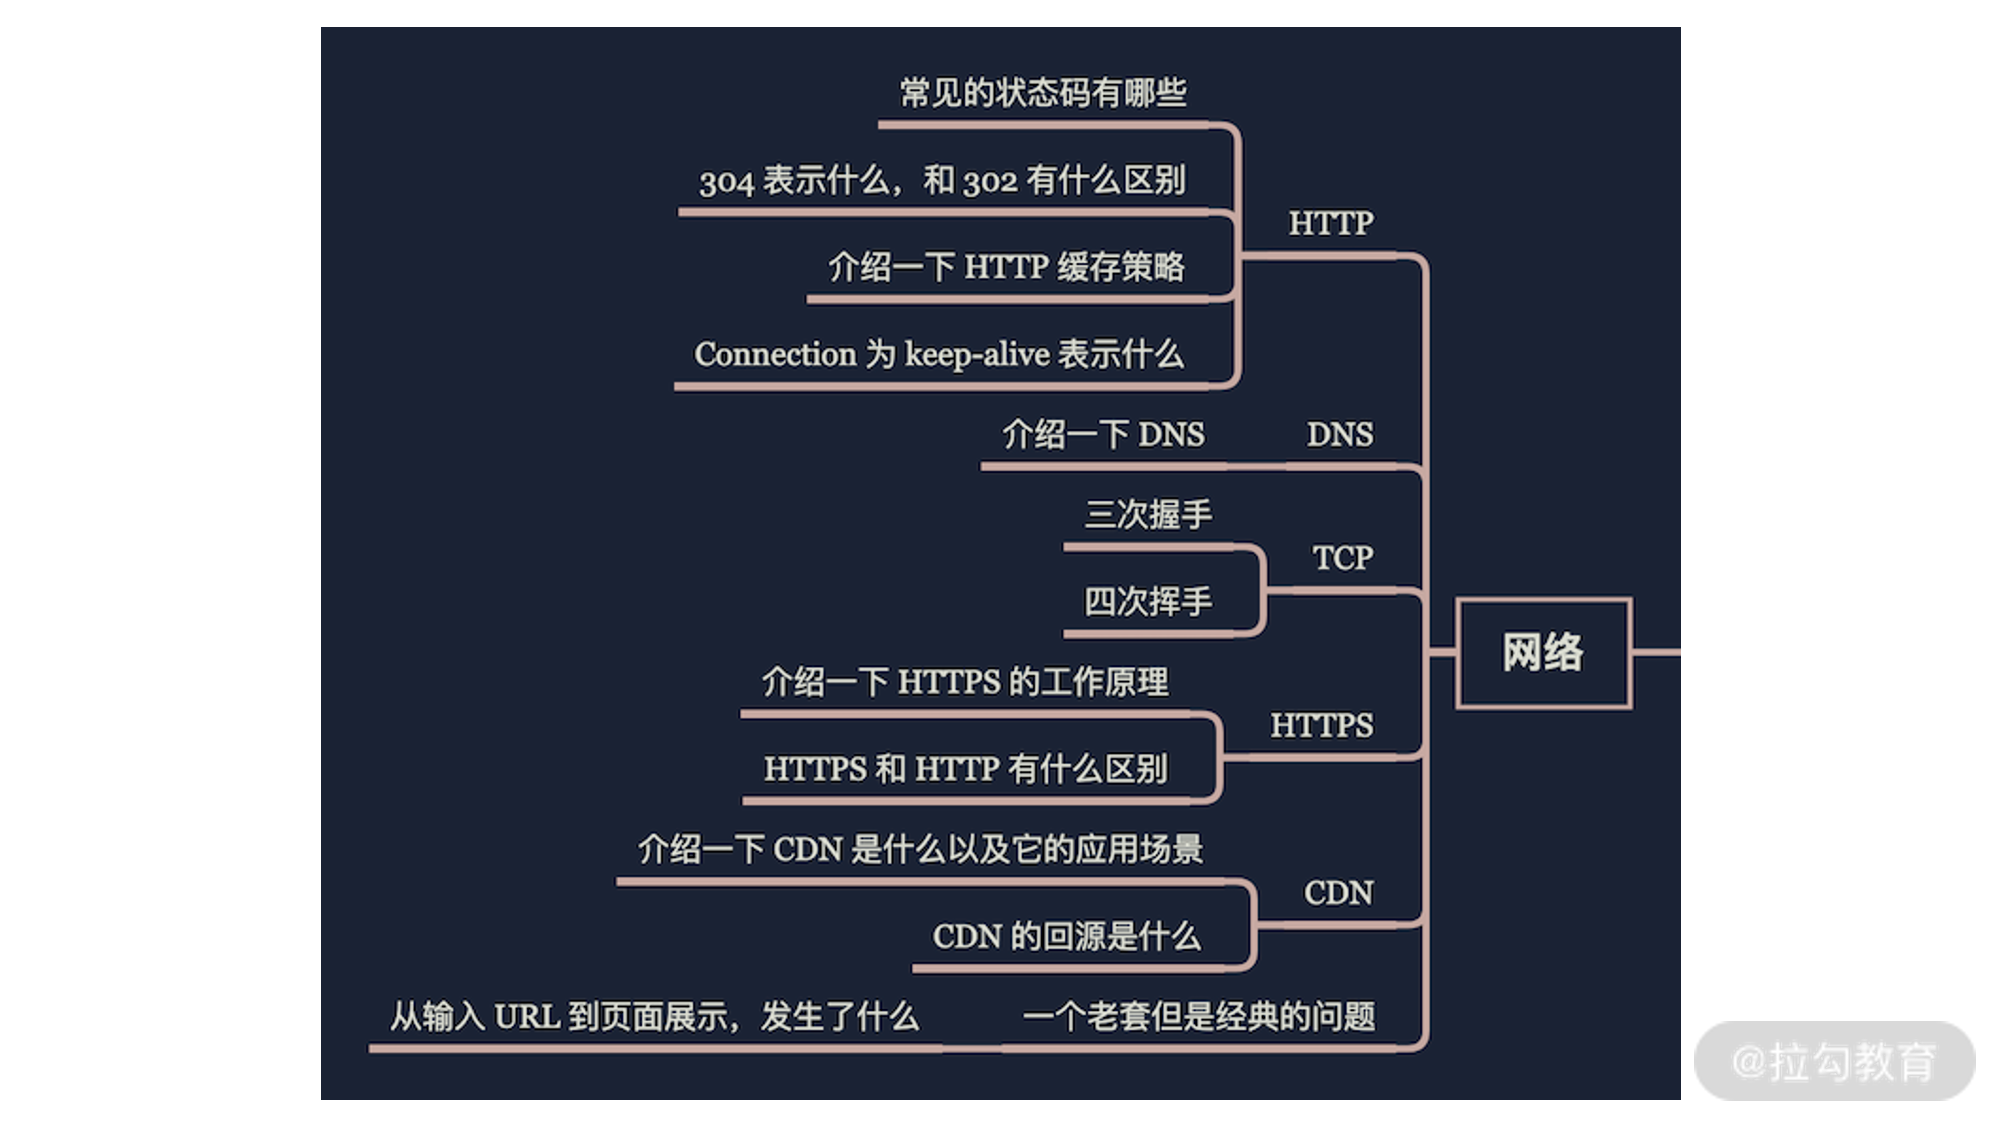 常见的状态码有哪些
304 表示什么，和 302 有什么区别
HTTP
介绍一下 HTTP 缓存策略
Connection 为 keep-alive 表示什么
介绍一下 DNS
DNS
三次握手
TCP
四次挥手
网络
介绍一下 HTTPS 的工作原理
HTTPS
HTTPS 和 HTTP 有什么区别
介绍一下 CDN 是什么以及它的应用场景
CDN
CDN 的回源是什么
从输入 URL 到页面展示，发生了什么
一个老套但是经典的问题
@拉勾教育